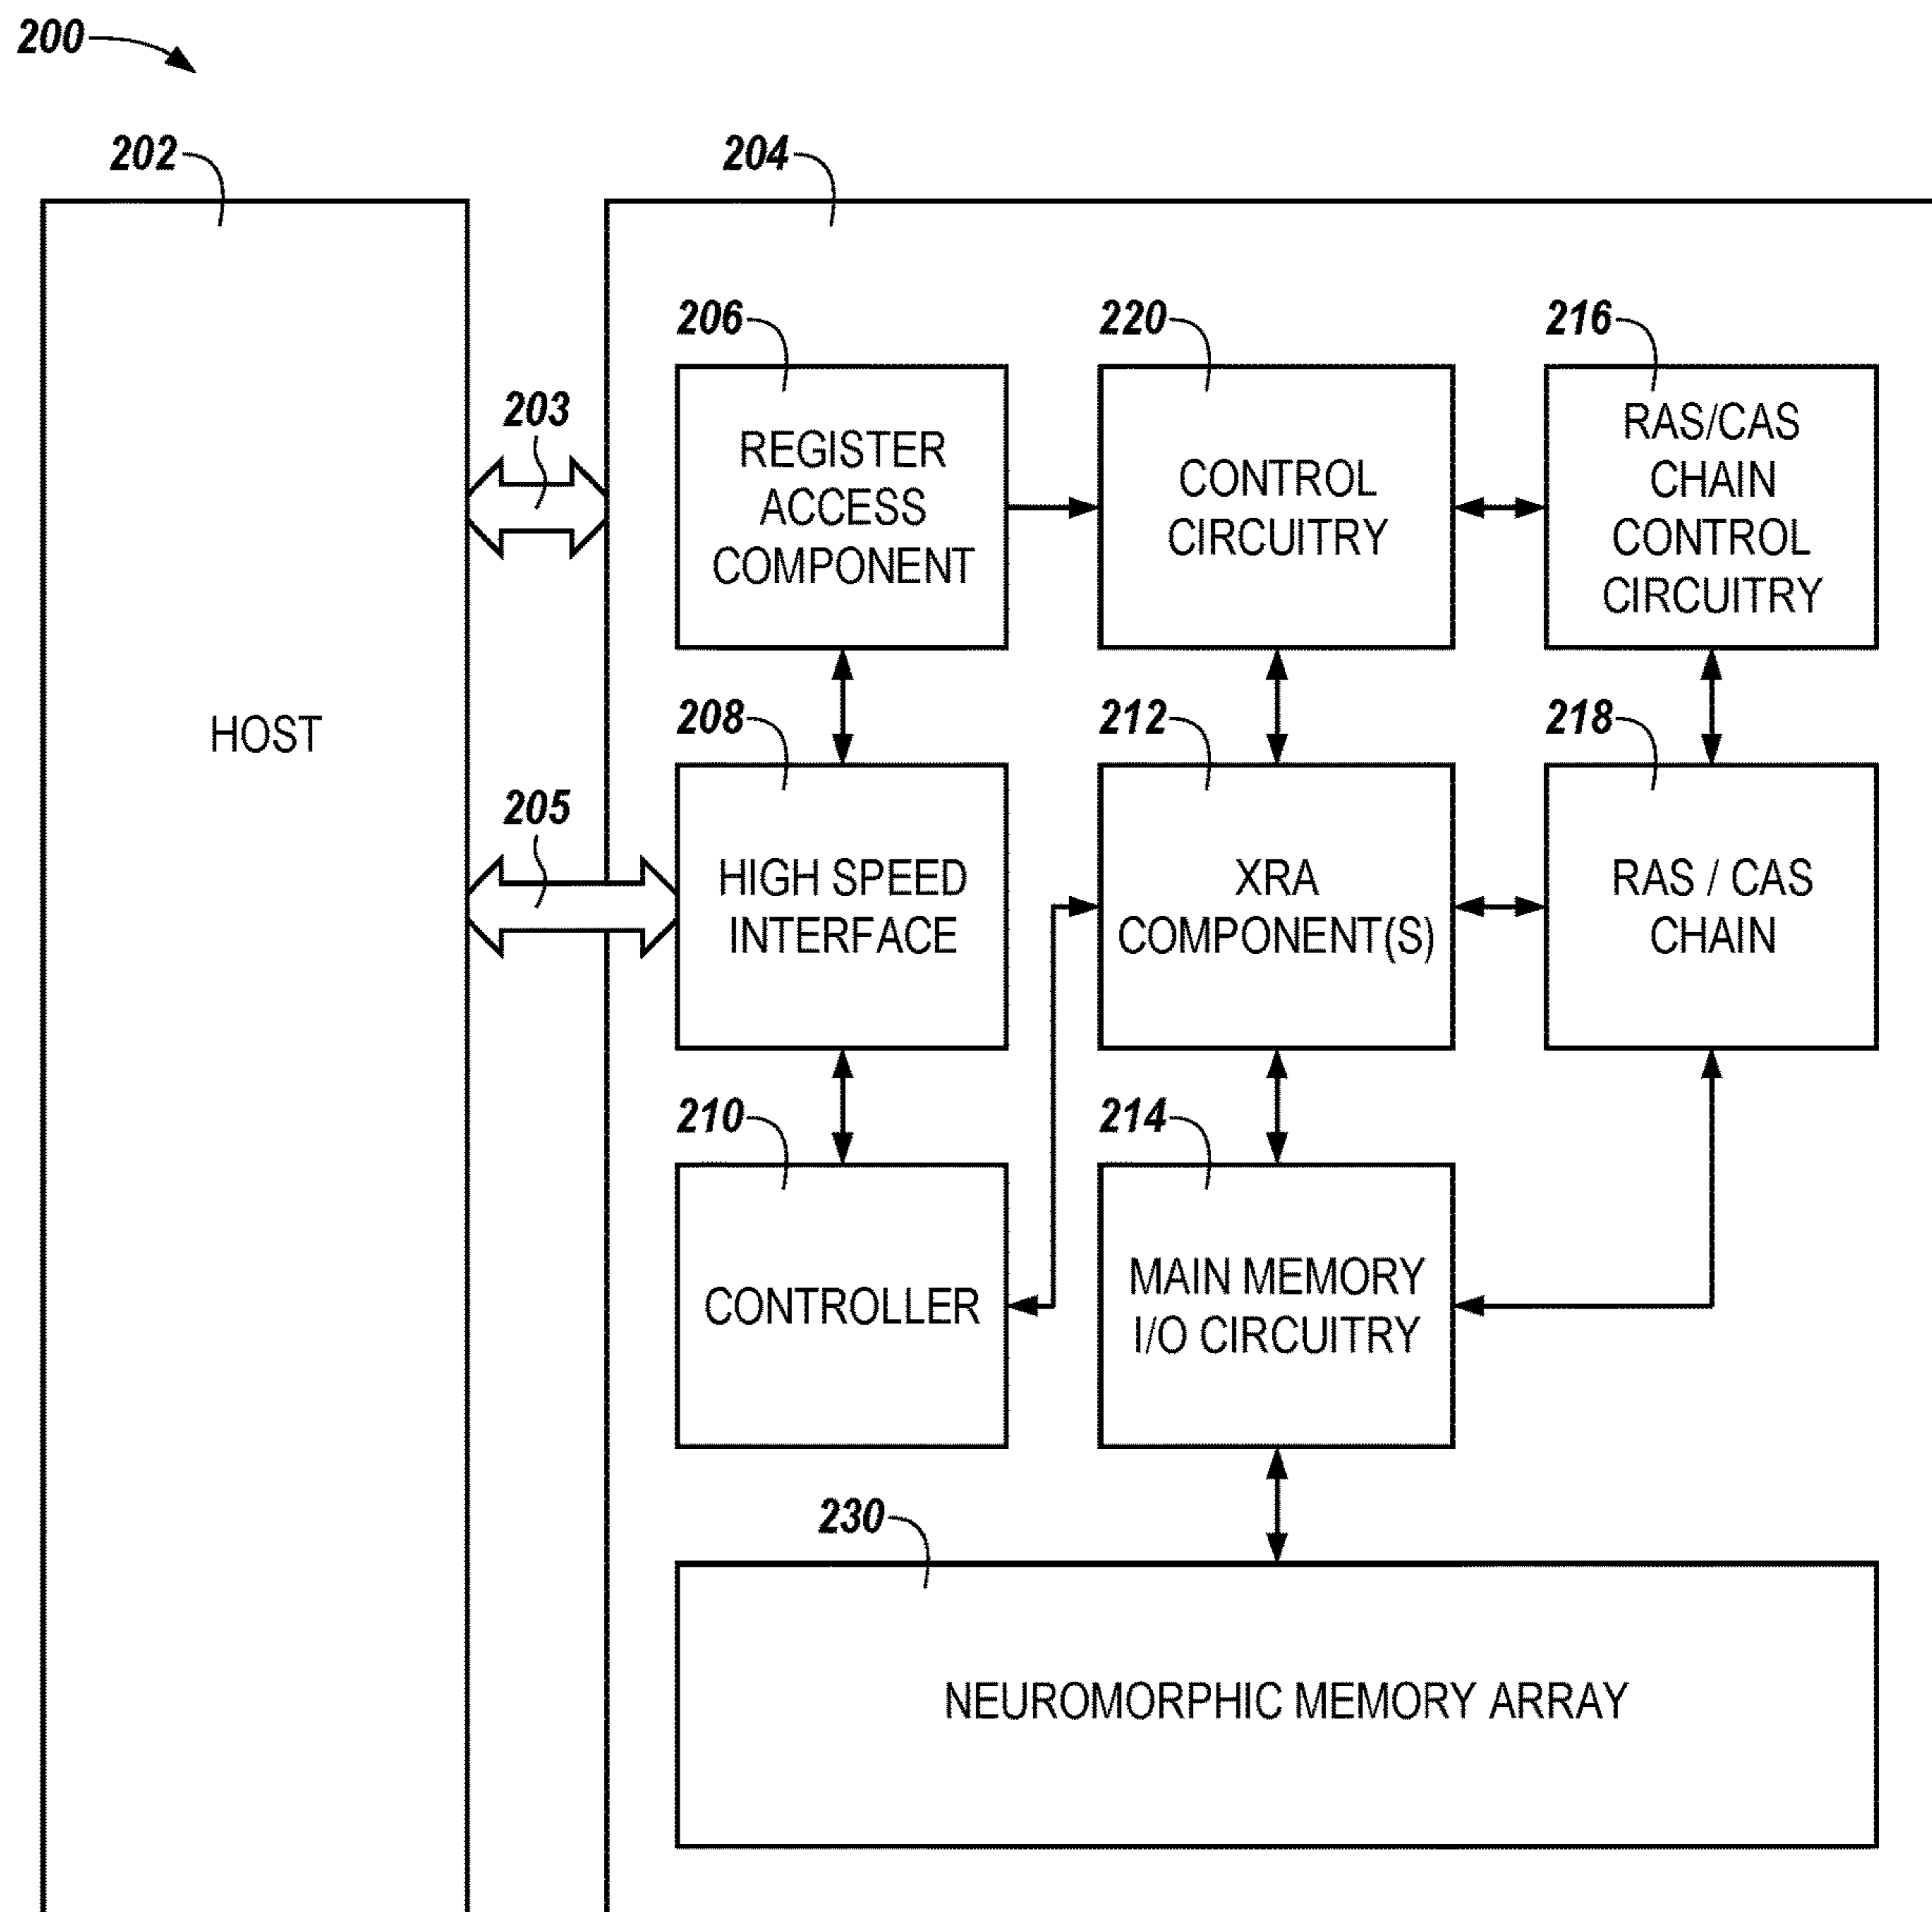 200
202
204
206
220
216
203
REGISTER
ACCESS
COMPONENT
CONTROL
CIRCUITRY
RAS/CAS
CHAIN
CONTROL
CIRCUITRY
HOST
208
212
218
205
HIGH SPEED
INTERFACE
XRA
COMPONENT(S)
RAS / CAS
CHAIN
210
214
CONTROLLER
MAIN MEMORY
I/O CIRCUITRY
230
NEUROMORPHIC MEMORY ARRAY